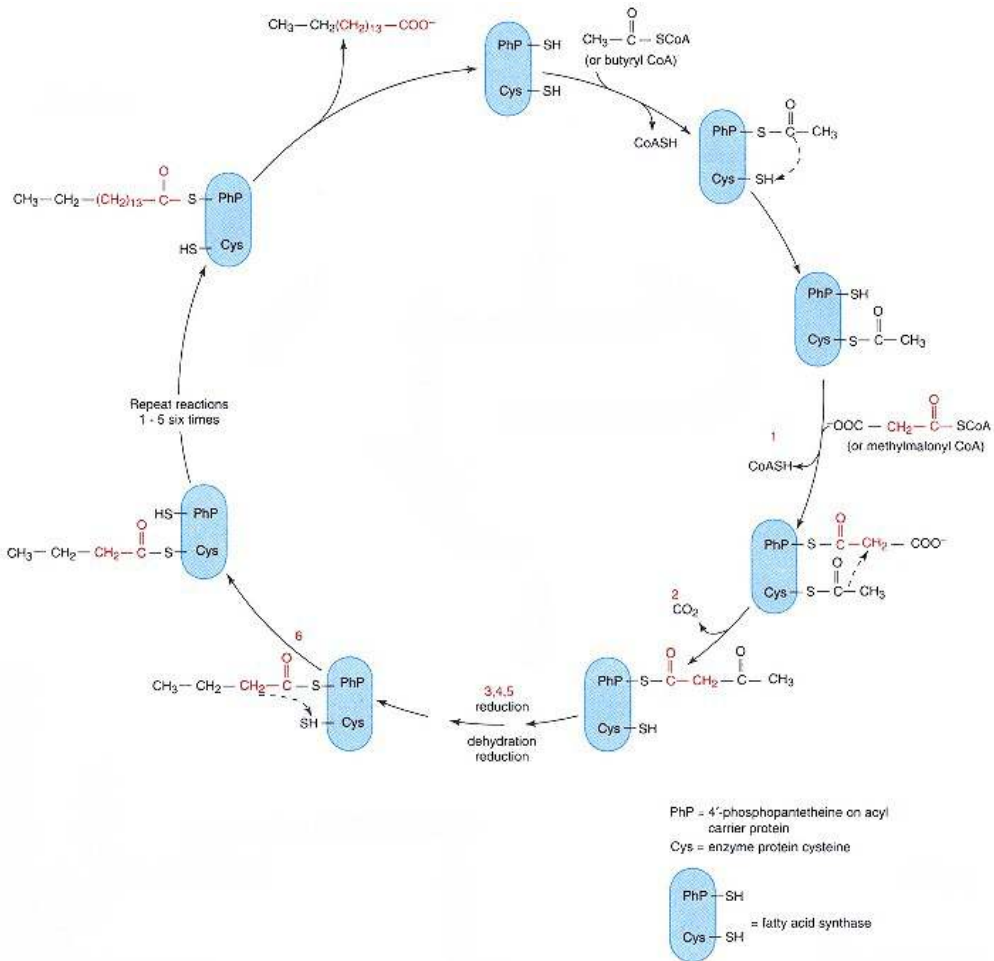 CH₃—CH₂(CH₂)₁₃—COO⁻
PhP—SH
Cys—SH
O
CH₃—C—SCoA
(or butyryl CoA)
CoASH
O
PhP—S—C—CH₃
Cys—SH
PhP—SH
O
Cys—S—C—CH₃
1
O
⁻OOC—CH₂—C—SCoA
(or methylmalonyl CoA)
CoASH
O
PhP—S—C—CH₂—COO⁻
O
Cys—S—C—CH₃
2
CO₂
O O
PhP—S—C—CH₂—C—CH₃
Cys—SH
3,4,5
reduction
dehydration
reduction
6
O
CH₃—CH₂—CH₂—C—S—PhP
SH—Cys
HS—PhP
O
CH₃—CH₂—CH₂—C—S—Cys
Repeat reactions
1 - 5 six times
O
CH₃—CH₂—(CH₂)₁₃—C—S—PhP
HS—Cys
PhP = 4′-phosphopantetheine on acyl
carrier protein
Cys = enzyme protein cysteine
PhP—SH
= fatty acid synthase
Cys—SH